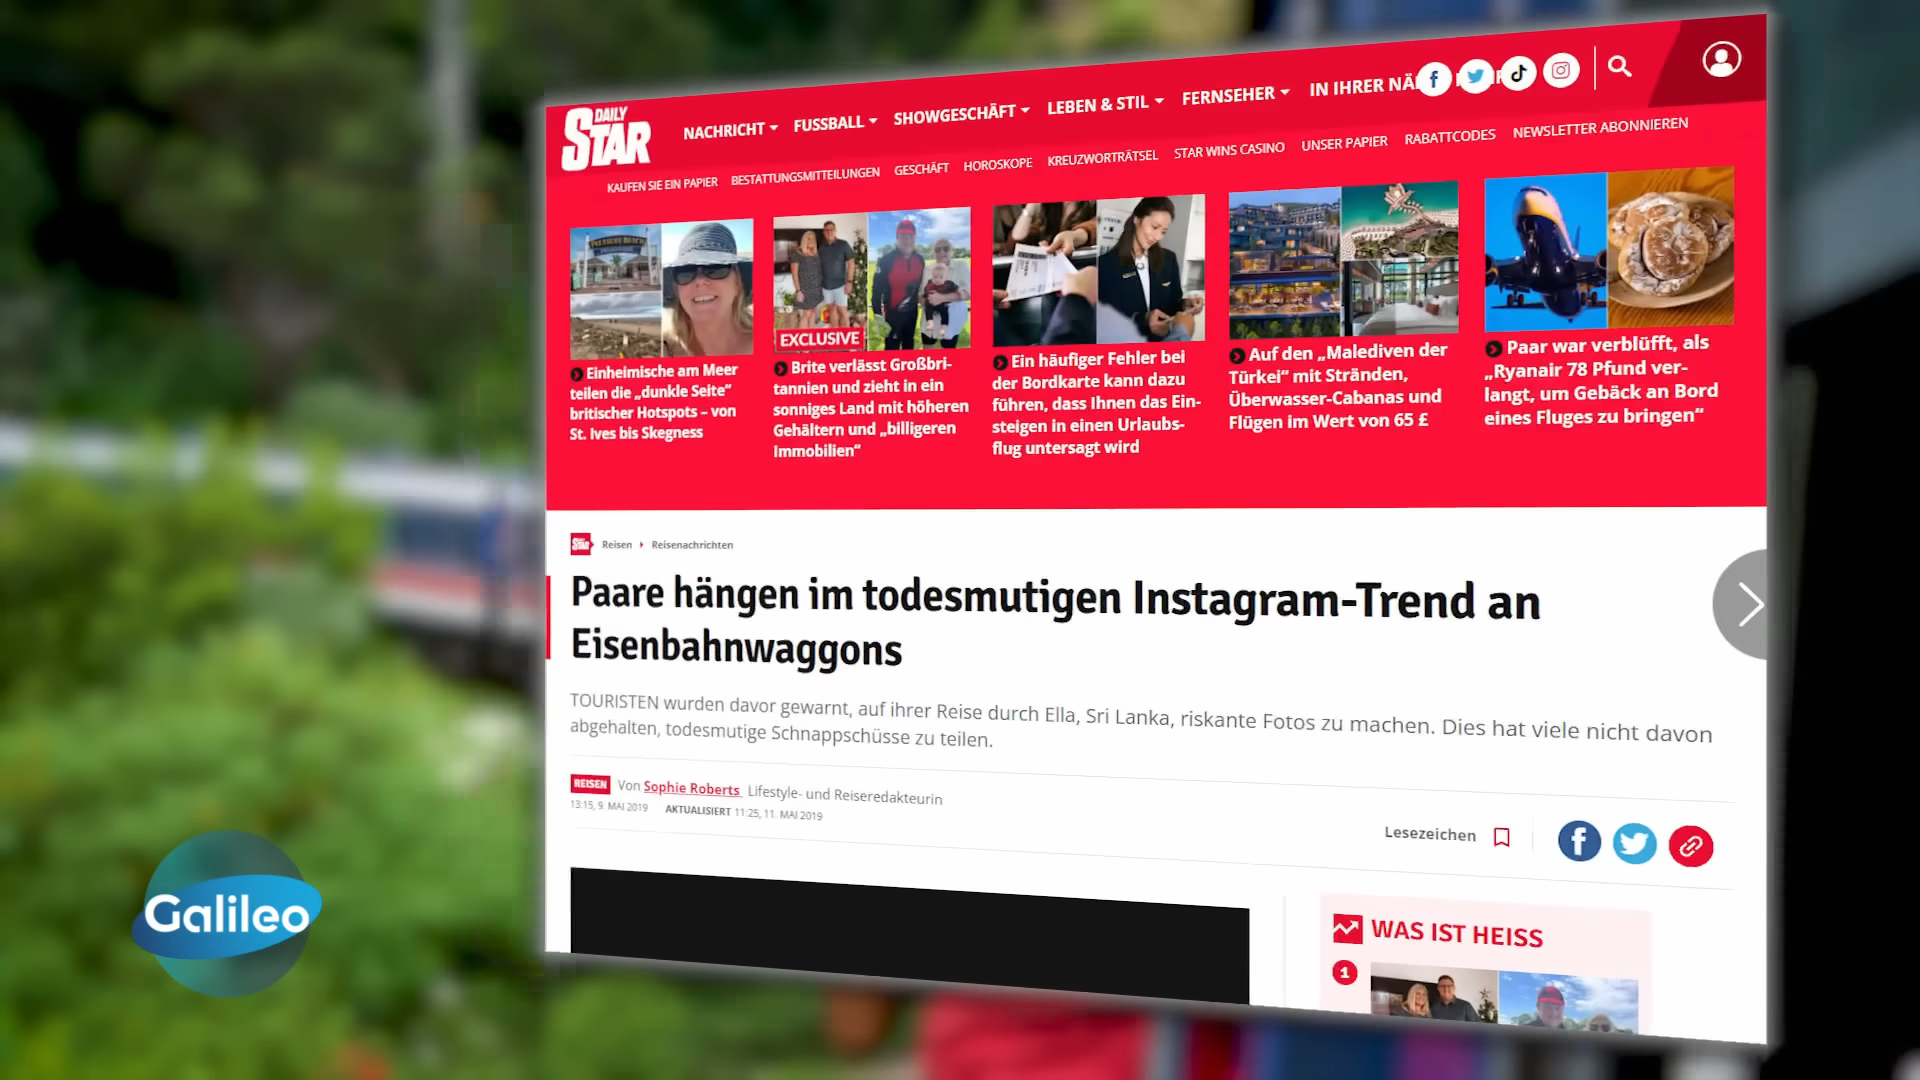 DAILY
STAR
NACHRICHT
FUSSBALL
SHOWGESCHÄFT
LEBEN & STIL
FERNSEHER
IN IHRER NÄ
KAUFEN SIE EIN PAPIER
BESTATTUNGSMITTEILUNGEN
GESCHÄFT
HOROSKOPE
KREUZWORTRÄTSEL
STAR WINS CASINO
UNSER PAPIER
RABATTCODES
NEWSLETTER ABONNIEREN
PLEASURE BEACH
Einheimische am Meer
teilen die „dunkle Seite“
britischer Hotspots – von
St. Ives bis Skegness
EXCLUSIVE
Brite verlässt Großbri-
tannien und zieht in ein
sonniges Land mit höheren
Gehältern und „billigeren
Immobilien“
Ein häufiger Fehler bei
der Bordkarte kann dazu
führen, dass Ihnen das Ein-
steigen in einen Urlaubs-
flug untersagt wird
Auf den „Malediven der
Türkei“ mit Stränden,
Überwasser-Cabanas und
Flügen im Wert von 65 £
Paar war verblüfft, als
„Ryanair 78 Pfund ver-
langt, um Gebäck an Bord
eines Fluges zu bringen“
STAR
Reisen
Reisenachrichten
Paare hängen im todesmutigen Instagram-Trend an
Eisenbahnwaggons
TOURISTEN wurden davor gewarnt, auf ihrer Reise durch Ella, Sri Lanka, riskante Fotos zu machen. Dies hat viele nicht davon
abgehalten, todesmutige Schnappschüsse zu teilen.
REISEN Von Sophie Roberts Lifestyle- und Reiseredakteurin
13:15, 9. MAI 2019 AKTUALISIERT 11:25, 11. MAI 2019
Lesezeichen
WAS IST HEISS
1
Galileo